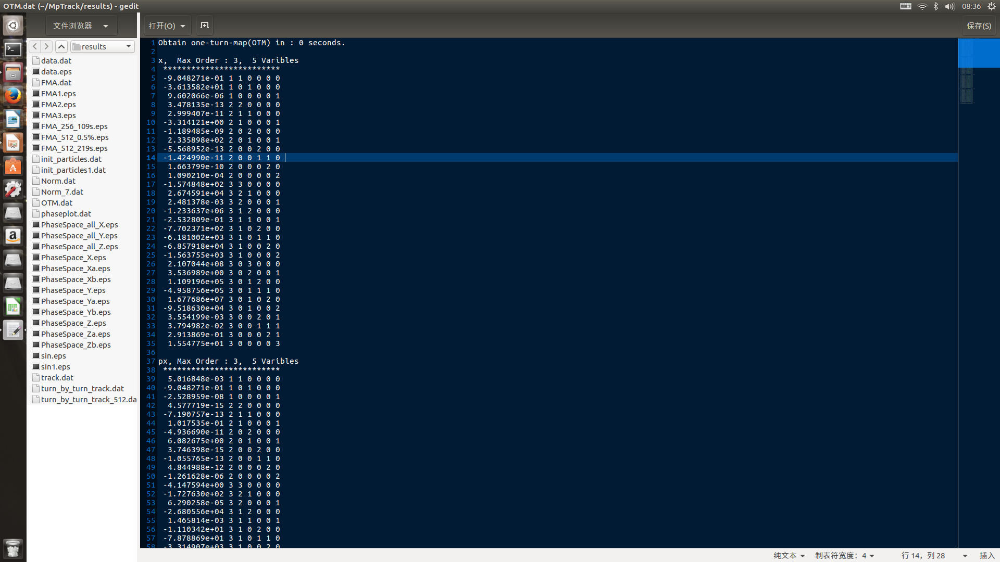 OTM.dat (~/MpTrack/results) - gedit
08:36
文件浏览器
打开(O)
保存(S)
results
data.dat
data.eps
FMA.dat
FMA1.eps
FMA2.eps
FMA3.eps
FMA_256_109s.eps
FMA_512_0.5%.eps
FMA_512_219s.eps
init_particles.dat
init_particles1.dat
Norm.dat
Norm_7.dat
OTM.dat
phaseplot.dat
PhaseSpace_all_X.eps
PhaseSpace_all_Y.eps
PhaseSpace_all_Z.eps
PhaseSpace_X.eps
PhaseSpace_Xa.eps
PhaseSpace_Xb.eps
PhaseSpace_Y.eps
PhaseSpace_Ya.eps
PhaseSpace_Yb.eps
PhaseSpace_Z.eps
PhaseSpace_Za.eps
PhaseSpace_Zb.eps
sin.eps
sin1.eps
track.dat
turn_by_turn_track.dat
turn_by_turn_track_512.da
1 Obtain one-turn-map(OTM) in : 0 seconds.
2
3 x,  Max Order : 3,  5 Varibles
4 *************************
5 -9.048271e-01 1 1 0 0 0 0
6 -3.613582e+01 1 0 1 0 0 0
7 9.602066e-06 1 0 0 0 0 1
8 3.478135e-13 2 2 0 0 0 0
9 2.999407e-11 2 1 1 0 0 0
10 -3.314121e+00 2 1 0 0 0 1
11 -1.189485e-09 2 0 2 0 0 0
12 2.335898e+02 2 0 1 0 0 1
13 -5.568952e-13 2 0 0 2 0 0
14 -1.424990e-11 2 0 0 1 1 0
15 1.663799e-10 2 0 0 0 2 0
16 1.090210e-04 2 0 0 0 0 2
17 -1.574848e+02 3 3 0 0 0 0
18 2.674591e+04 3 2 1 0 0 0
19 2.481378e-03 3 2 0 0 0 1
20 -1.233637e+06 3 1 2 0 0 0
21 -2.532809e-01 3 1 1 0 0 1
22 -7.702371e+02 3 1 0 2 0 0
23 -6.181002e+03 3 1 0 1 1 0
24 -6.857918e+04 3 1 0 0 2 0
25 -1.563755e+03 3 1 0 0 0 2
26 2.107044e+08 3 0 3 0 0 0
27 3.536989e+00 3 0 2 0 0 1
28 1.109196e+05 3 0 1 2 0 0
29 -4.958756e+05 3 0 1 1 1 0
30 1.677686e+07 3 0 1 0 2 0
31 -9.518630e+04 3 0 1 0 0 2
32 3.554199e-03 3 0 0 2 0 1
33 3.794982e-02 3 0 0 1 1 1
34 2.913869e-01 3 0 0 0 2 1
35 1.554775e+01 3 0 0 0 0 3
36
37 px, Max Order : 3,  5 Varibles
38 *************************
39 5.016848e-03 1 1 0 0 0 0
40 -9.048271e-01 1 0 1 0 0 0
41 -2.528959e-08 1 0 0 0 0 1
42 4.577719e-15 2 2 0 0 0 0
43 -7.190757e-13 2 1 1 0 0 0
44 1.017535e-01 2 1 0 0 0 1
45 -4.936690e-11 2 0 2 0 0 0
46 6.082675e+00 2 0 1 0 0 1
47 3.746398e-15 2 0 0 2 0 0
48 -1.055765e-13 2 0 0 1 1 0
49 4.844988e-12 2 0 0 0 2 0
50 -1.261628e-06 2 0 0 0 0 2
51 -4.147594e+00 3 3 0 0 0 0
52 -1.727630e+02 3 2 1 0 0 0
53 6.290258e-05 3 2 0 0 0 1
54 -2.680556e+04 3 1 2 0 0 0
55 1.465814e-03 3 1 1 0 0 1
56 -1.110342e+01 3 1 0 2 0 0
57 -7.878869e+01 3 1 0 1 1 0
58 -3.314907e+03 3 1 0 0 2 0
纯文本
制表符宽度：4
行 14，列 28
插入